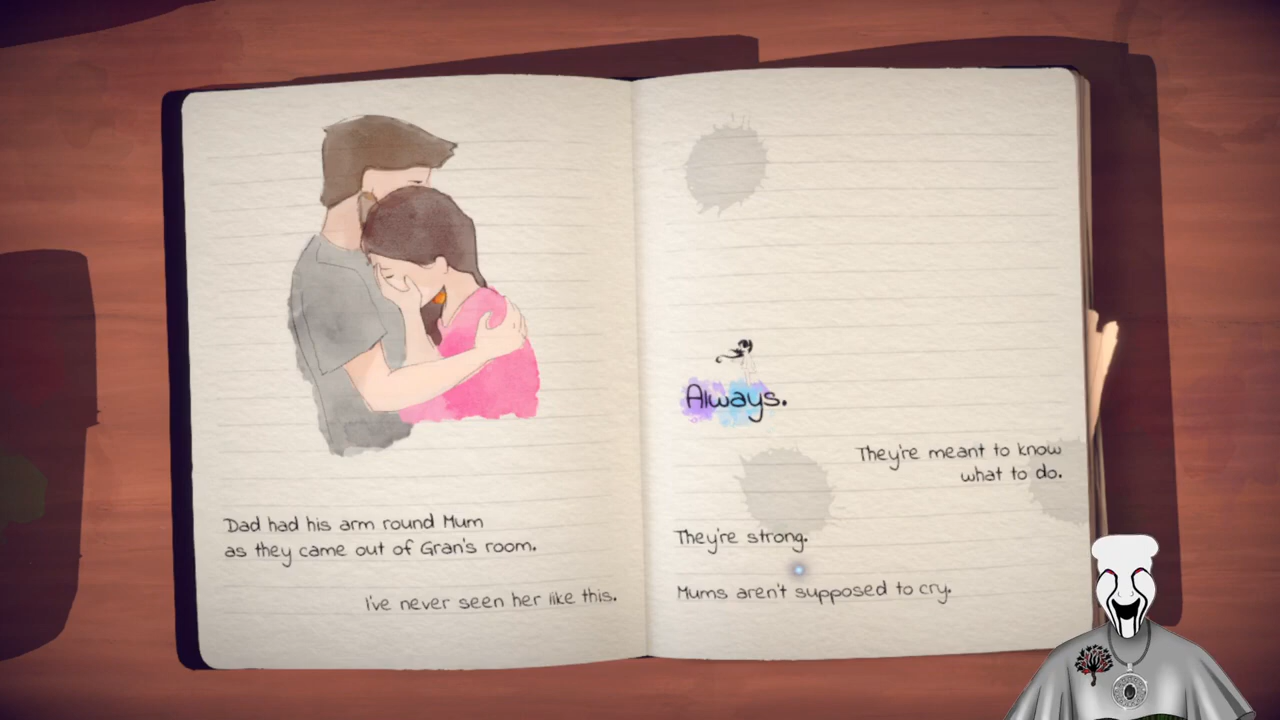 Dad had his arm round Mum
as they came out of Gran's room.
I've never seen her like this.
Always.
They're meant to know
what to do.
They're strong.
Mums aren't supposed to cry.